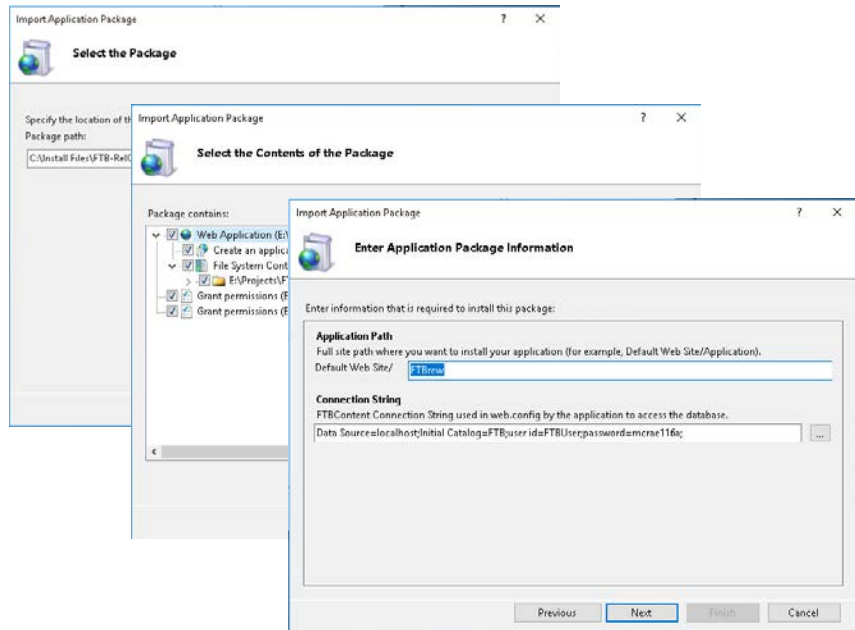 Import Application Package
Select the Package
Specify the location of th
Package path:
C:\Install Files\FTB-RelC
Import Application Package
Select the Contents of the Package
Package contains:
Web Application (E:\
Create an applica
File System Cont
E:\Projects\FT
Grant permissions (E
Grant permissions (E
Import Application Package
Enter Application Package Information
Enter information that is required to install this package:
Application Path
Full site path where you want to install your application (for example, Default Web Site/Application).
Default Web Site/ FTBrew
Connection String
FTBContent Connection String used in web.config by the application to access the database.
Data Source=localhost;Initial Catalog=FTB;user id=FTBUser;password=mcrae116a; ...
Previous Next Finish Cancel